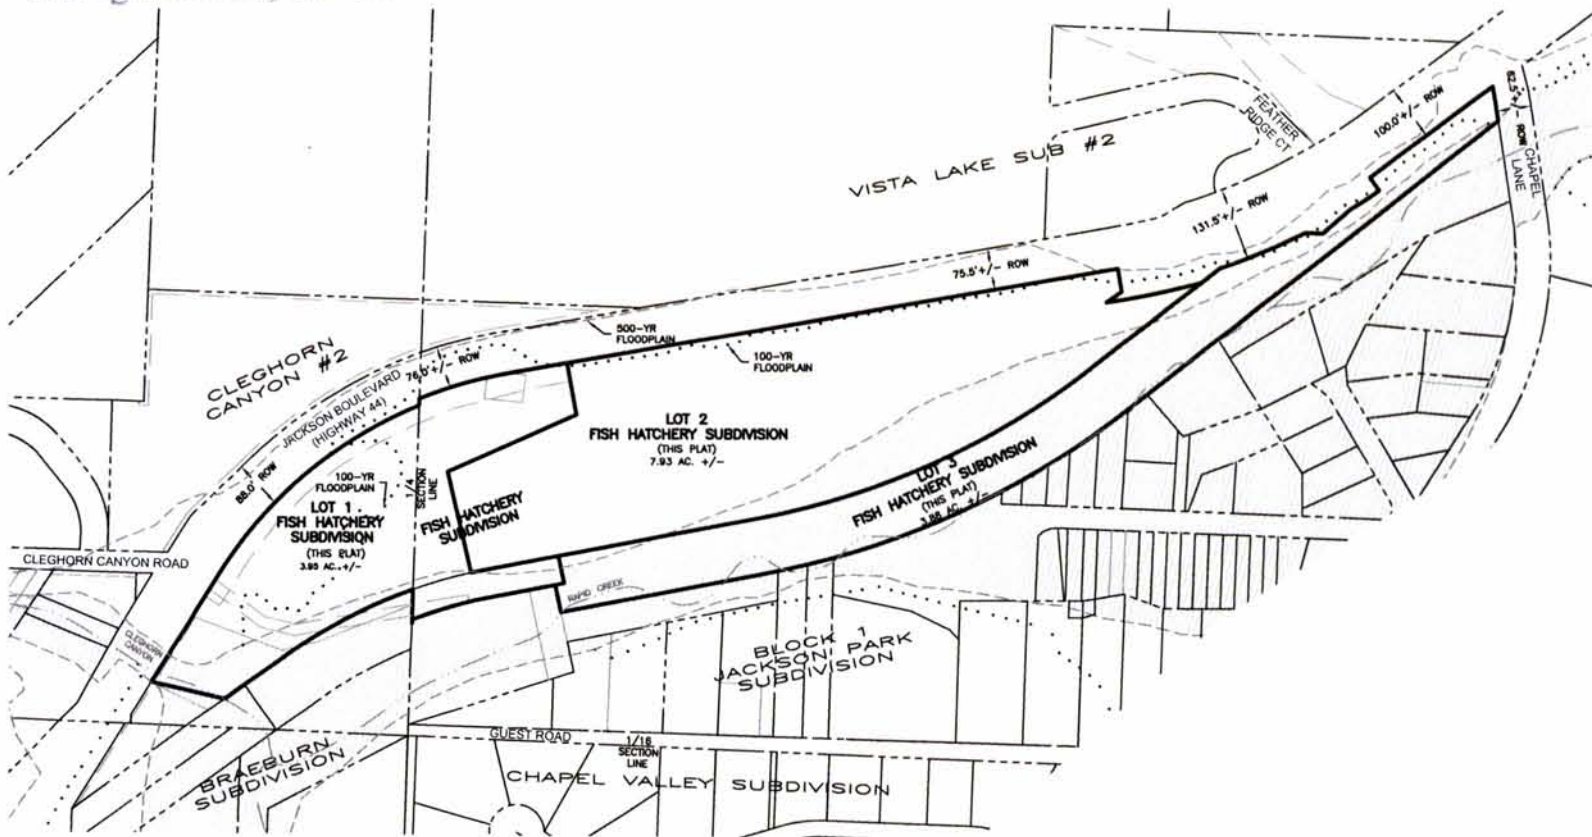 62.5'+/- ROW
100.0'+/- ROW
FEATHER
RIDGE CT
CHAPEL
LANE
VISTA LAKE SUB #2
131.5'+/- ROW
75.5'+/- ROW
500-YR
FLOODPLAIN
100-YR
FLOODPLAIN
CLEGHORN
CANYON #2
76.0'+/- ROW
JACKSON BOULEVARD
(HIGHWAY 44)
88.0' ROW
LOT 2
FISH HATCHERY SUBDIVISION
(THIS PLAT)
7.93 AC. +/-
1/4
SECTION
LINE
100-YR
FLOODPLAIN
LOT 1
FISH HATCHERY
SUBDIVISION
(THIS PLAT)
3.95 AC. +/-
FISH HATCHERY
SUBDIVISION
LOT 3
FISH HATCHERY SUBDIVISION
(THIS PLAT)
3.88 AC. +/-
CLEGHORN CANYON ROAD
RAPID CREEK
CLEGHORN
CANYON
BLOCK 1
JACKSON PARK
SUBDIVISION
GUEST ROAD
1/16
SECTION
LINE
BRAEBURN
SUBDIVISION
CHAPEL VALLEY SUBDIVISION